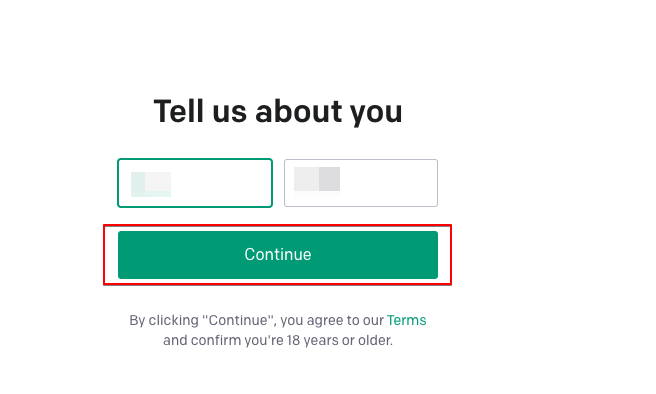 Tell us about you
Continue
By clicking "Continue", you agree to our Terms
and confirm you're 18 years or older.